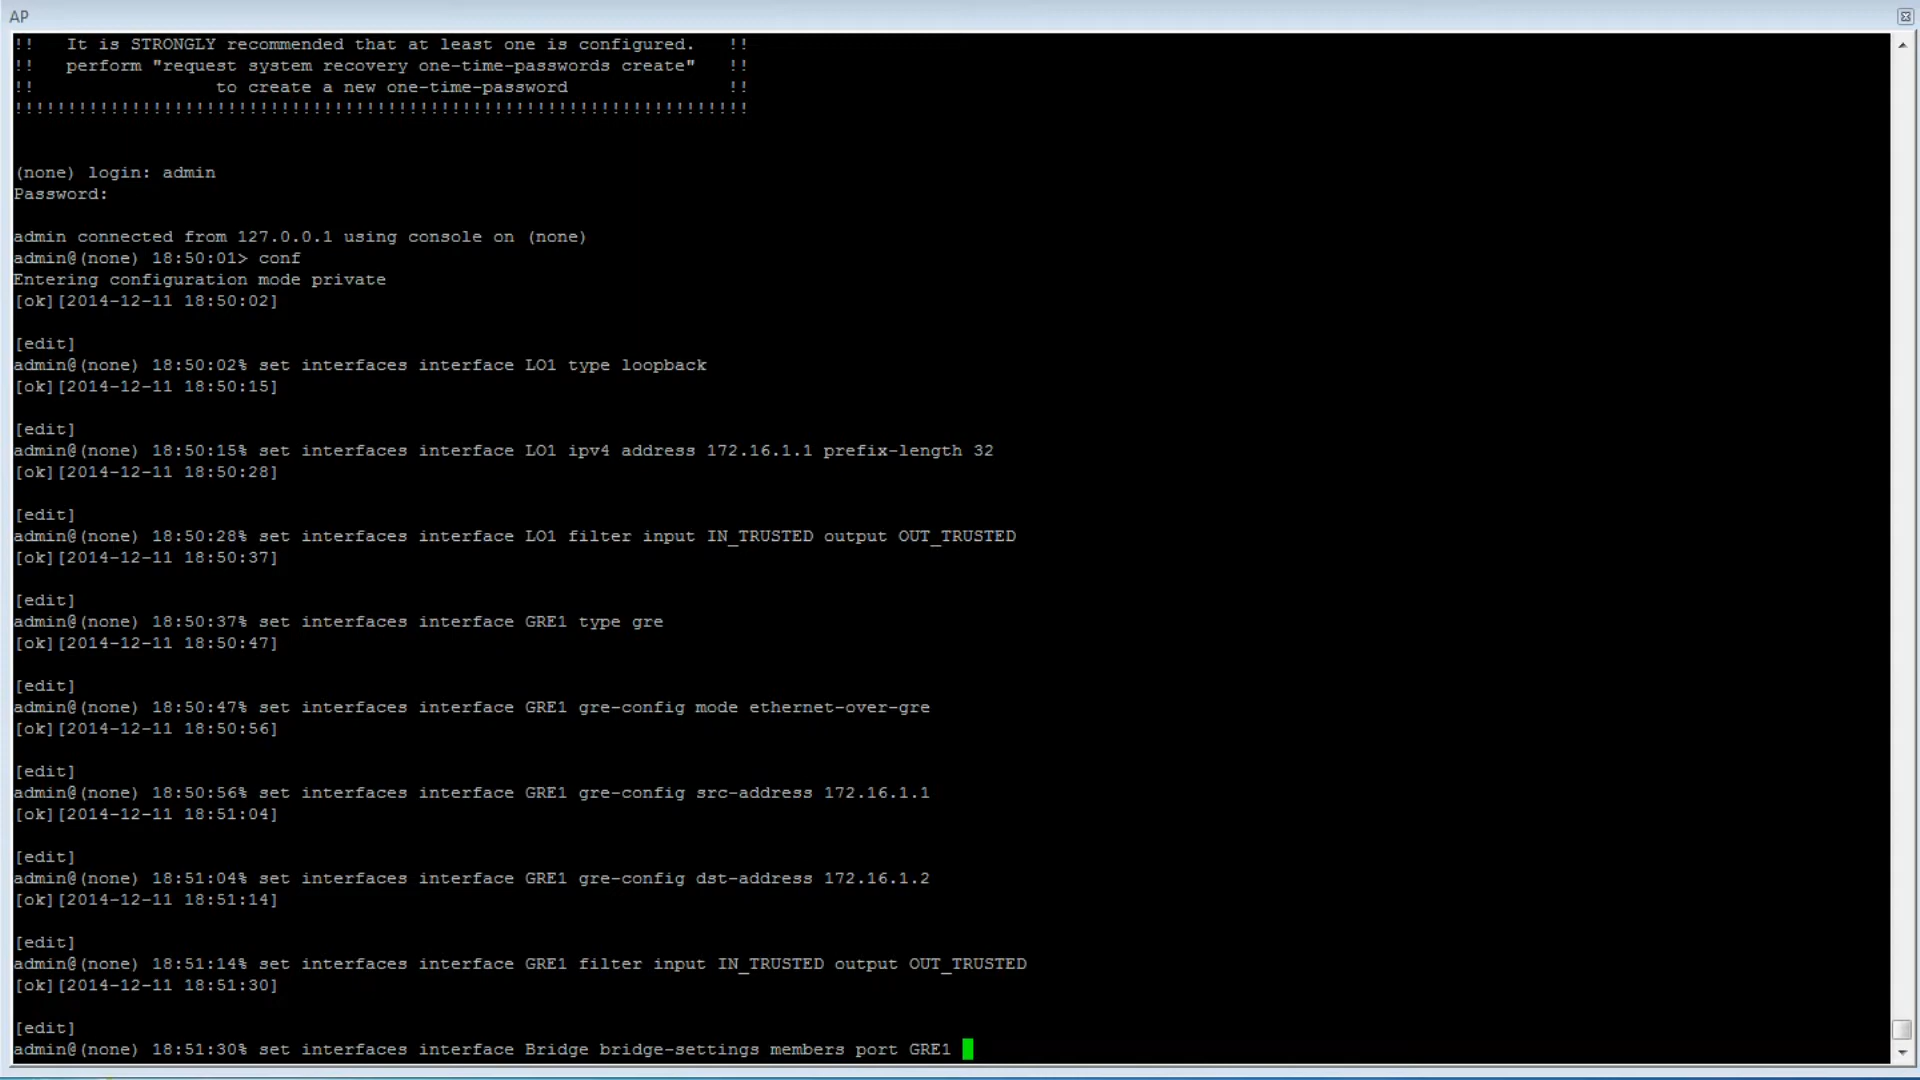 AP
!!   It is STRONGLY recommended that at least one is configured.   !!
!!   perform "request system recovery one-time-passwords create"   !!
!!                 to create a new one-time-password               !!
!!!!!!!!!!!!!!!!!!!!!!!!!!!!!!!!!!!!!!!!!!!!!!!!!!!!!!!!!!!!!!!!!!!!!
(none) login: admin
Password:
admin connected from 127.0.0.1 using console on (none)
admin@(none) 18:50:01> conf
Entering configuration mode private
[ok][2014-12-11 18:50:02]
[edit]
admin@(none) 18:50:02% set interfaces interface LO1 type loopback
[ok][2014-12-11 18:50:15]
[edit]
admin@(none) 18:50:15% set interfaces interface LO1 ipv4 address 172.16.1.1 prefix-length 32
[ok][2014-12-11 18:50:28]
[edit]
admin@(none) 18:50:28% set interfaces interface LO1 filter input IN_TRUSTED output OUT_TRUSTED
[ok][2014-12-11 18:50:37]
[edit]
admin@(none) 18:50:37% set interfaces interface GRE1 type gre
[ok][2014-12-11 18:50:47]
[edit]
admin@(none) 18:50:47% set interfaces interface GRE1 gre-config mode ethernet-over-gre
[ok][2014-12-11 18:50:56]
[edit]
admin@(none) 18:50:56% set interfaces interface GRE1 gre-config src-address 172.16.1.1
[ok][2014-12-11 18:51:04]
[edit]
admin@(none) 18:51:04% set interfaces interface GRE1 gre-config dst-address 172.16.1.2
[ok][2014-12-11 18:51:14]
[edit]
admin@(none) 18:51:14% set interfaces interface GRE1 filter input IN_TRUSTED output OUT_TRUSTED
[ok][2014-12-11 18:51:30]
[edit]
admin@(none) 18:51:30% set interfaces interface Bridge bridge-settings members port GRE1